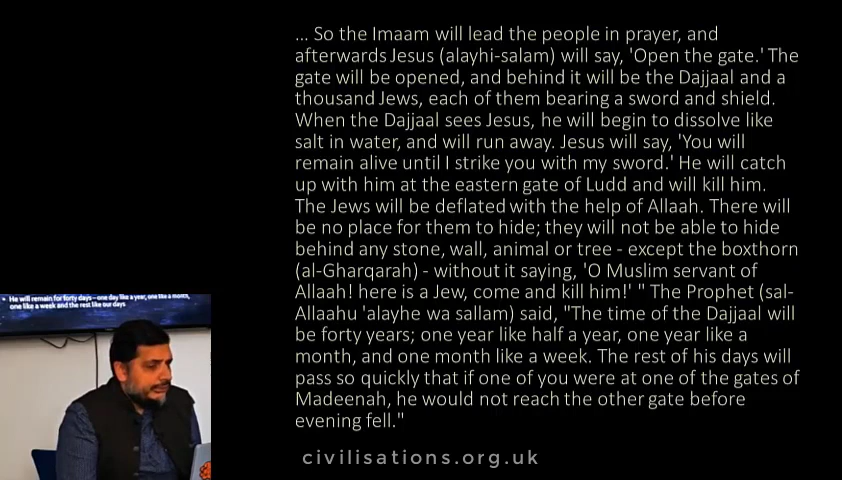 ... So the Imaam will lead the people in prayer, and
afterwards Jesus (alayhi-salam) will say, 'Open the gate.' The
gate will be opened, and behind it will be the Dajjaal and a
thousand Jews, each of them bearing a sword and shield.
When the Dajjaal sees Jesus, he will begin to dissolve like
salt in water, and will run away. Jesus will say, 'You will
remain alive until I strike you with my sword.' He will catch
up with him at the eastern gate of Ludd and will kill him.
The Jews will be deflated with the help of Allaah. There will
be no place for them to hide; they will not be able to hide
behind any stone, wall, animal or tree - except the boxthorn
(al-Gharqarah) - without it saying, 'O Muslim servant of
Allaah! here is a Jew, come and kill him!' " The Prophet (sal-
Allaahu 'alayhe wa sallam) said, "The time of the Dajjaal will
be forty years; one year like half a year, one year like a
month, and one month like a week. The rest of his days will
pass so quickly that if one of you were at one of the gates of
Madeenah, he would not reach the other gate before
evening fell."
civilisations.org.uk
• He will remain for forty days – one day like a year, one like a month,
one like a week and the rest like our days